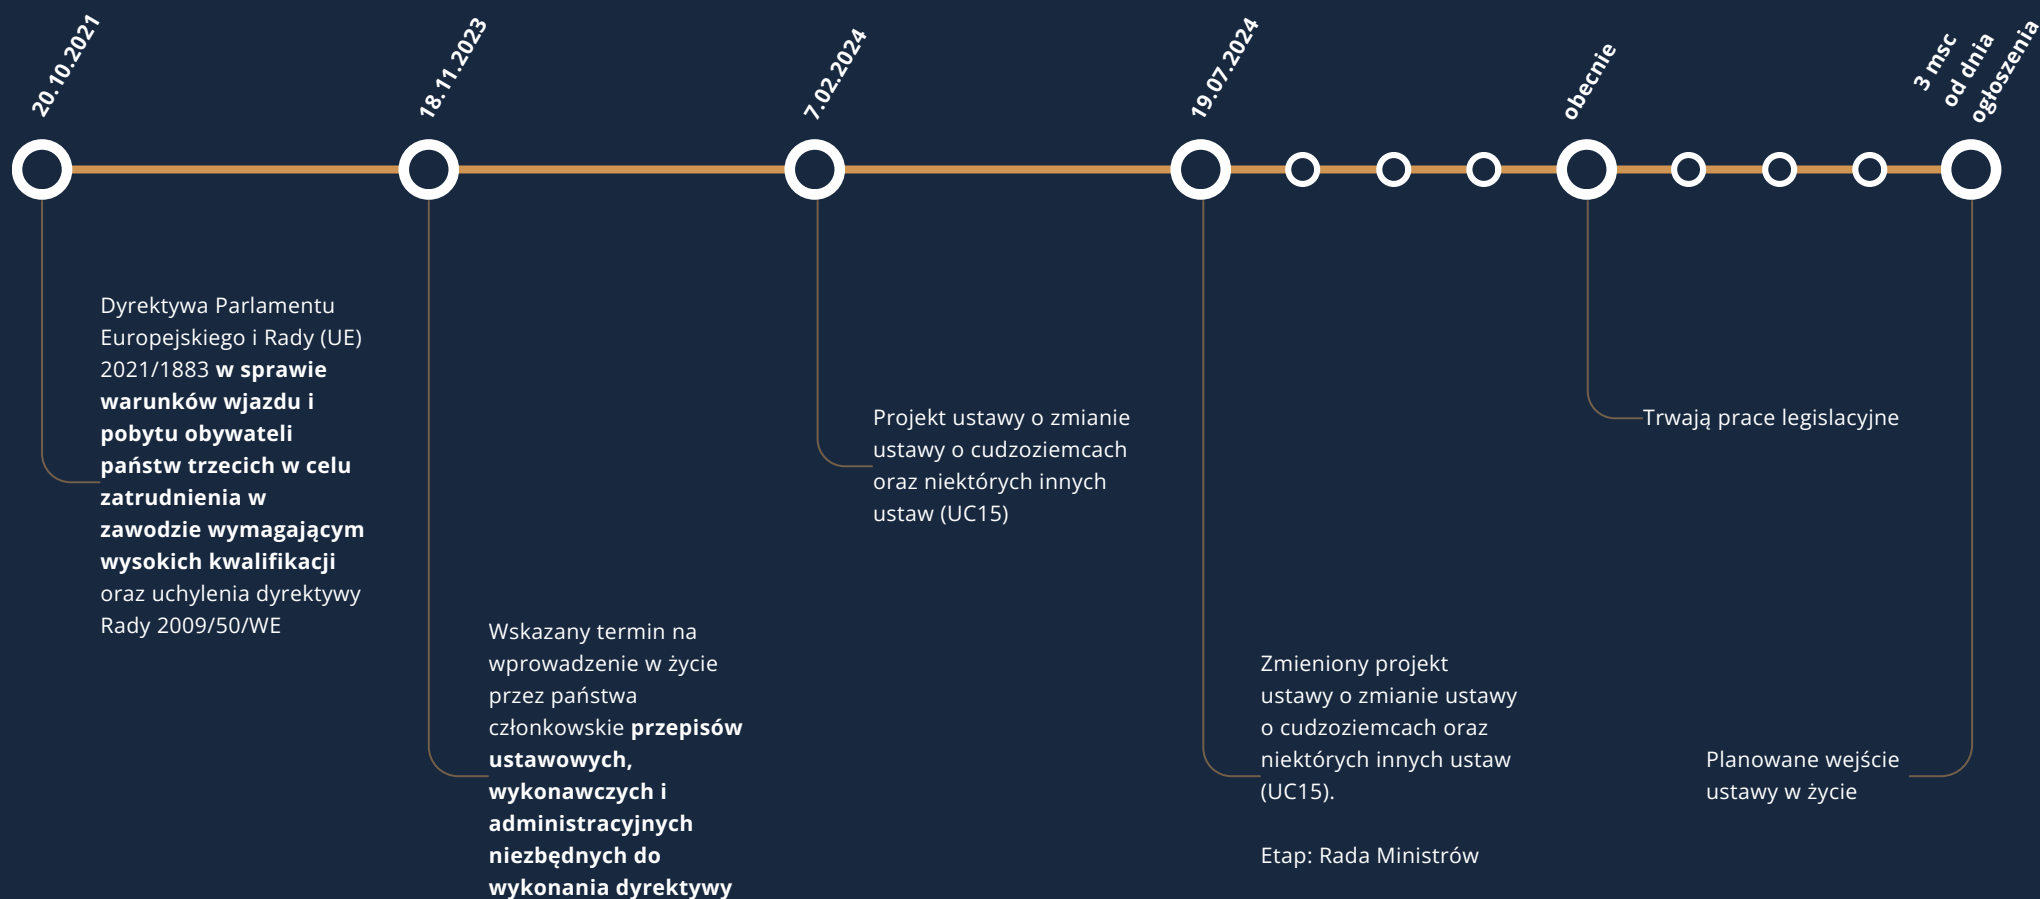 20.10.2021
18.11.2023
7.02.2024
19.07.2024
obecnie
3 msc
od dnia
ogłoszenia
Dyrektywa Parlamentu
Europejskiego i Rady (UE)
2021/1883 w sprawie
warunków wjazdu i
pobytu obywateli
państw trzecich w celu
zatrudnienia w
zawodzie wymagającym
wysokich kwalifikacji
oraz uchylenia dyrektywy
Rady 2009/50/WE
Wskazany termin na
wprowadzenie w życie
przez państwa
członkowskie przepisów
ustawowych,
wykonawczych i
administracyjnych
niezbędnych do
wykonania dyrektywy
Projekt ustawy o zmianie
ustawy o cudzoziemcach
oraz niektórych innych
ustaw (UC15)
Zmieniony projekt
ustawy o zmianie ustawy
o cudzoziemcach oraz
niektórych innych ustaw
(UC15).
Etap: Rada Ministrów
Trwają prace legislacyjne
Planowane wejście
ustawy w życie